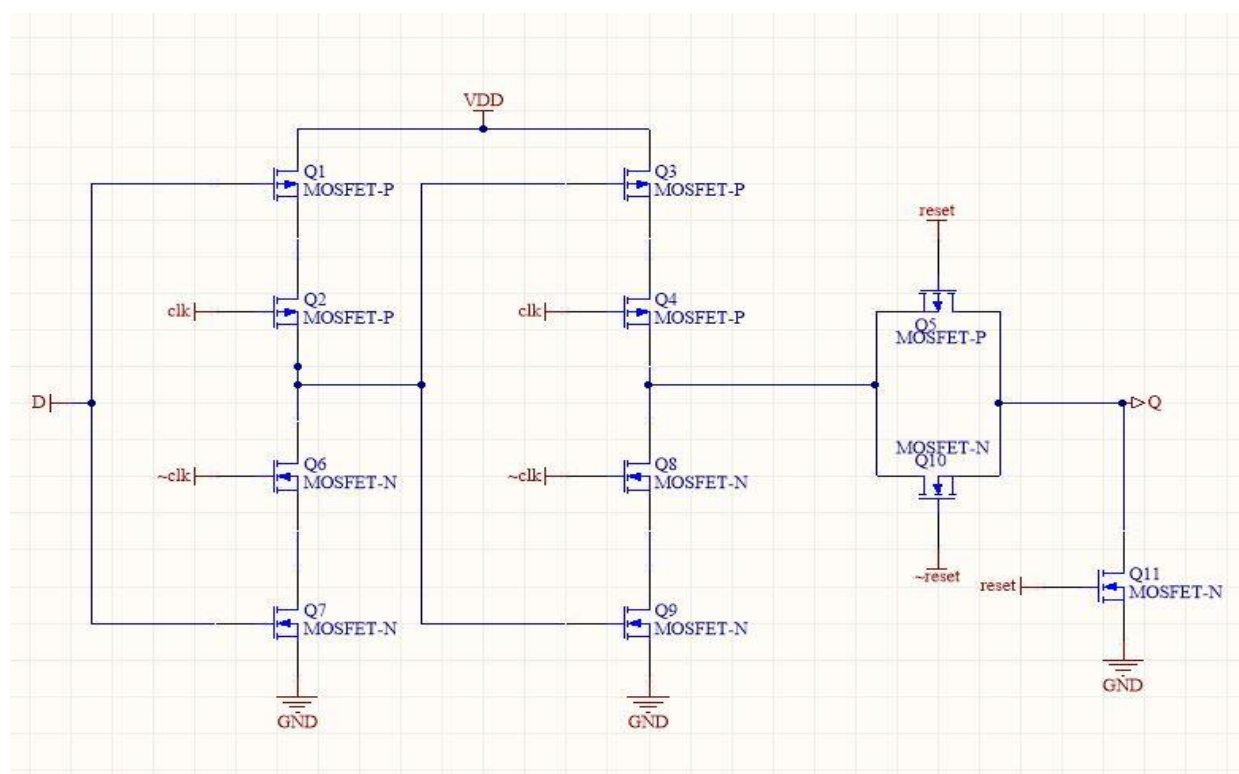 VDD
Q1
MOSFET-P
Q3
MOSFET-P
reset
clk
Q2
MOSFET-P
clk
Q4
MOSFET-P
Q5
MOSFET-P
D
Q
MOSFET-N
Q10
~clk
Q6
MOSFET-N
~clk
Q8
MOSFET-N
~reset
reset
Q11
MOSFET-N
Q7
MOSFET-N
Q9
MOSFET-N
GND
GND
GND